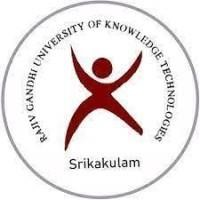 RAJIV GANDHI UNIVERSITY OF KNOWLEDGE TECHNOLOGIES
Srikakulam